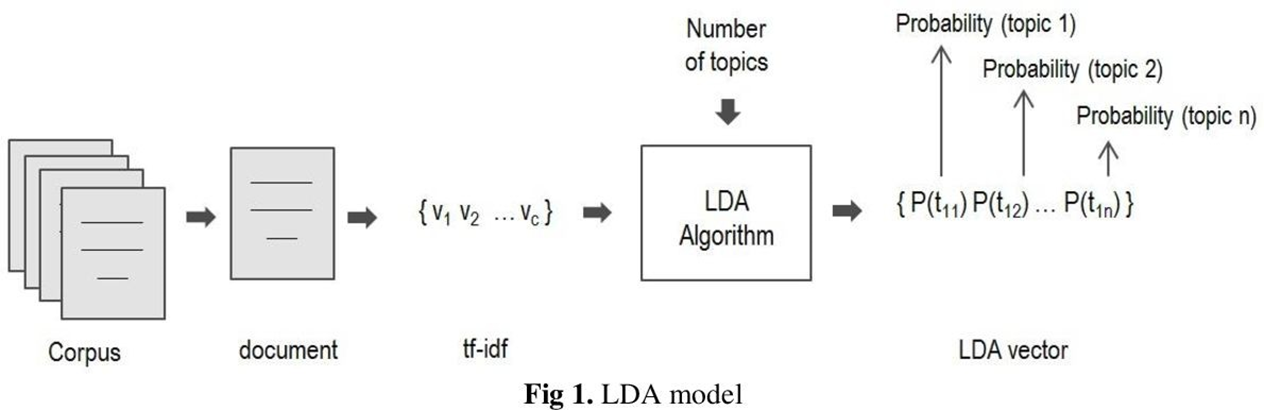 Number
of topics
Probability (topic 1)
Probability (topic 2)
Probability (topic n)
{ v₁ v₂ … v꜀ }
LDA
Algorithm
{ P(t₁₁) P(t₁₂) … P(t₁ₙ) }
Corpus
document
tf-idf
LDA vector
Fig 1. LDA model